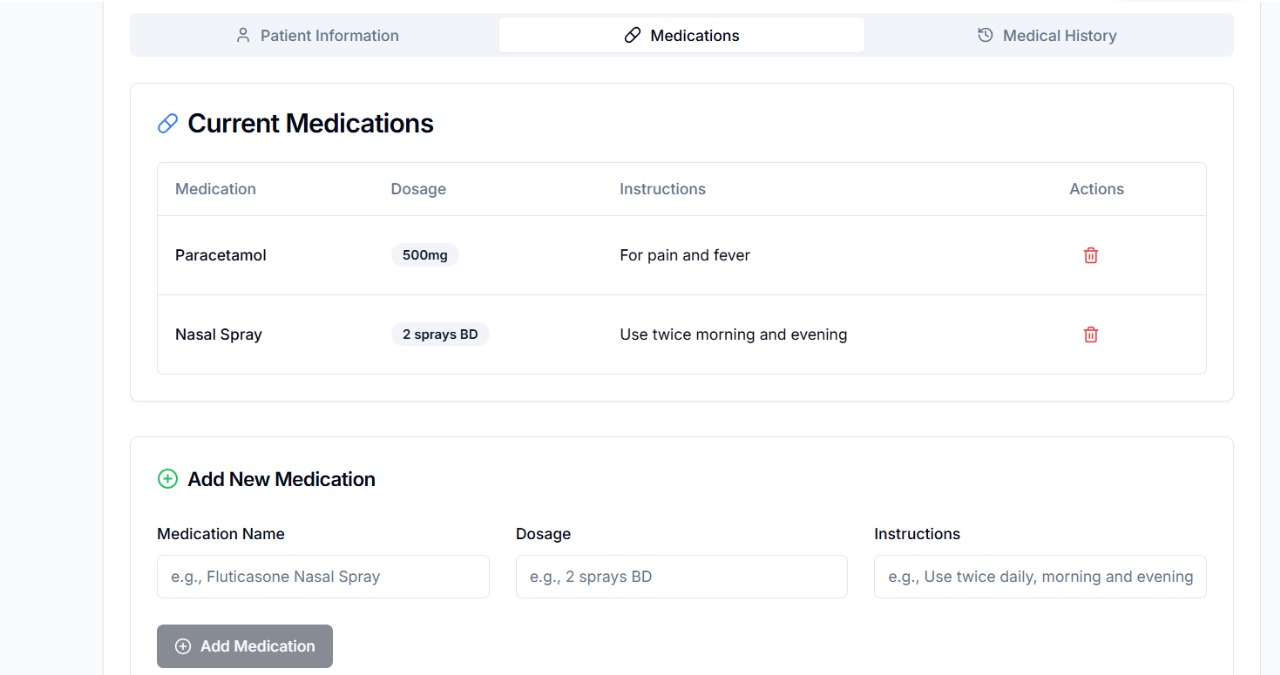 Patient Information Medications Medical History
Current Medications
Medication Dosage Instructions Actions
Paracetamol 500mg For pain and fever
Nasal Spray 2 sprays BD Use twice morning and evening
Add New Medication
Medication Name Dosage Instructions
e.g., Fluticasone Nasal Spray e.g., 2 sprays BD e.g., Use twice daily, morning and evening
Add Medication